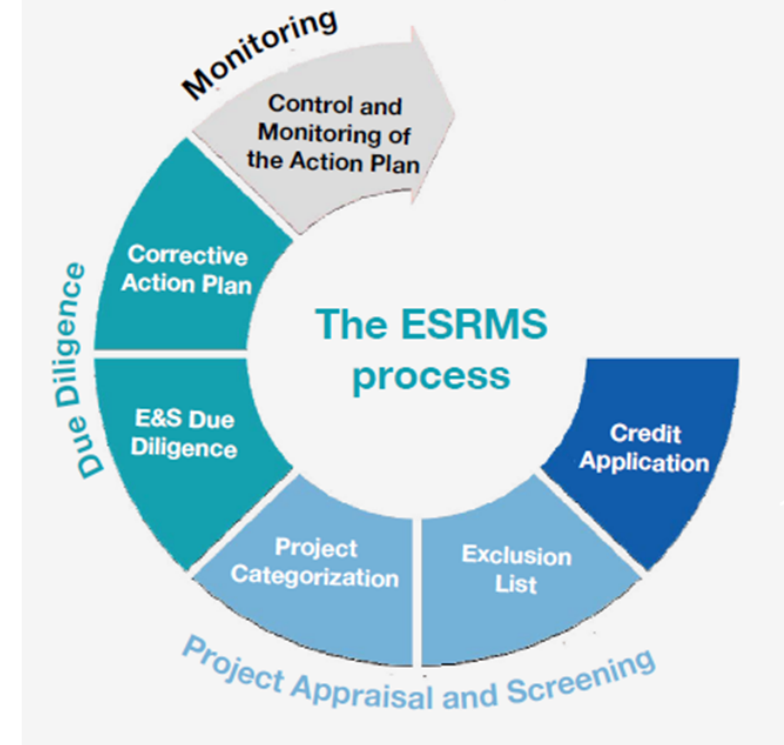 Monitoring
Control and
Monitoring of
the Action Plan
Corrective
Action Plan
Due Diligence
The ESRMS
process
E&S Due
Diligence
Credit
Application
Project
Categorization
Exclusion
List
Project Appraisal and Screening